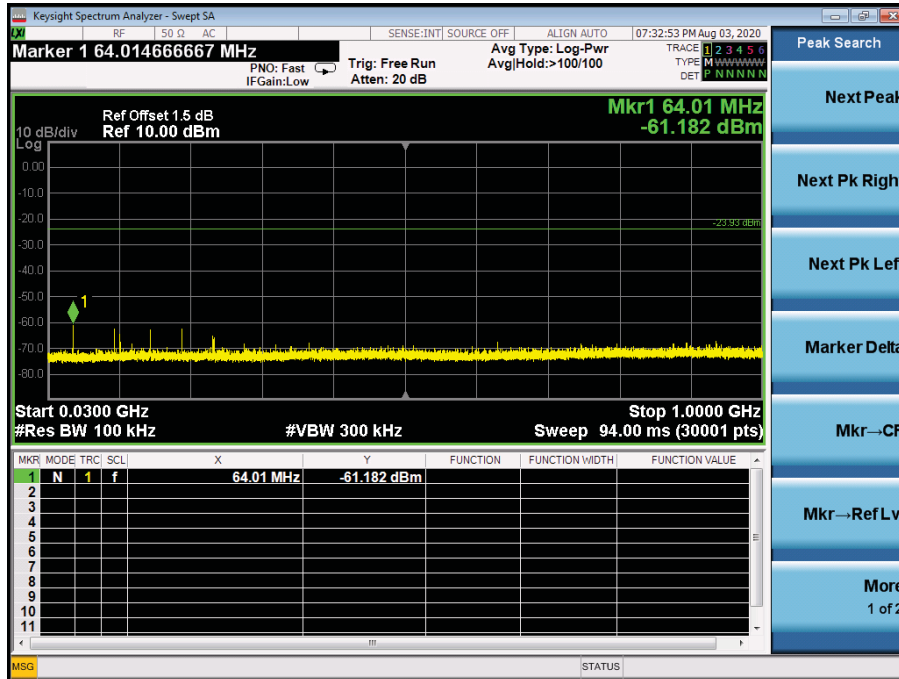 Keysight Spectrum Analyzer - Swept SA
LXI RF 50 Ω AC SENSE:INT SOURCE OFF ALIGN AUTO 07:32:53 PM Aug 03, 2020
Marker 1 64.014666667 MHz
PNO: Fast
IFGain:Low
Trig: Free Run
Atten: 20 dB
Avg Type: Log-Pwr
Avg|Hold:>100/100
TRACE 1 2 3 4 5 6
TYPE M WWWWW
DET P N N N N N
Peak Search
Next Peak
Next Pk Righ
Next Pk Lef
Marker Delta
Mkr→CF
Mkr→Ref Lv
More
1 of 2
Mkr1 64.01 MHz
-61.182 dBm
Ref Offset 1.5 dB
10 dB/div Ref 10.00 dBm
Log
0.00
-10.0
-20.0
-23.93 dBm
-30.0
-40.0
-50.0
1
-60.0
-70.0
-80.0
Start 0.0300 GHz Stop 1.0000 GHz
#Res BW 100 kHz #VBW 300 kHz Sweep 94.00 ms (30001 pts)
MKR MODE TRC SCL X Y FUNCTION FUNCTION WIDTH FUNCTION VALUE
1 N 1 f 64.01 MHz -61.182 dBm
2
3
4
5
6
7
8
9
10
11
MSG STATUS